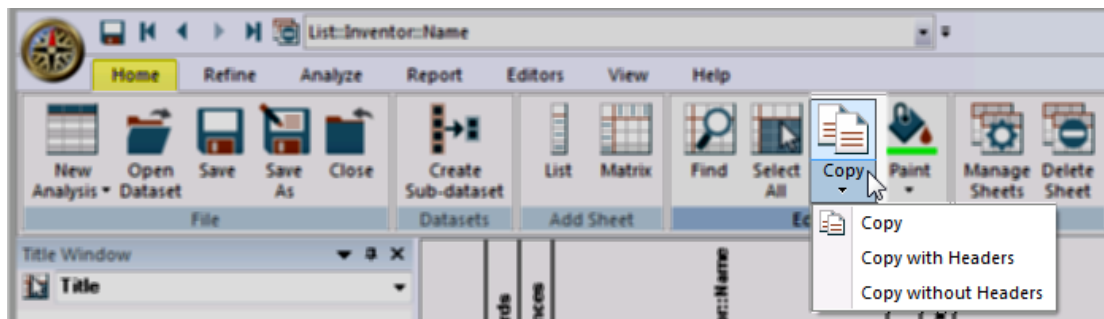 List::Inventor::Name
Home Refine Analyze Report Editors View Help
New Analysis Open Dataset Save Save As Close Create Sub-dataset List Matrix Find Select All Copy Paint Manage Sheets Delete Sheet
File Datasets Add Sheet
Copy
Copy with Headers
Copy without Headers
Title Window
Title